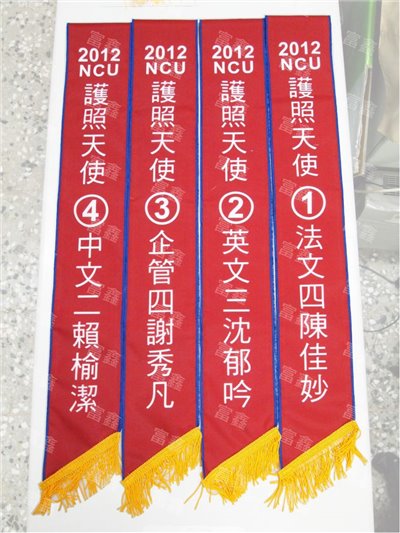 2012
NCU
護照天使
④
中文二賴榆潔
2012
NCU
護照天使
③
企管四謝秀凡
2012
NCU
護照天使
②
英文三沈郁吟
2012
NCU
護照天使
①
法文四陳佳妙
富鑫